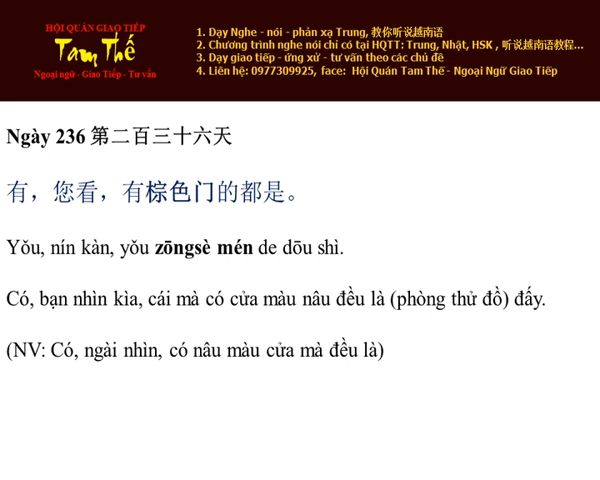 HỘI QUÁN GIAO TIẾP
Tam Thế
Ngoại ngữ - Giao Tiếp - Tư vấn
1. Dạy Nghe - nói - phản xạ Trung, 教你听说越南语
2. Chương trình nghe nói chỉ có tại HQTT: Trung, Nhật, HSK , 听说越南语教程...
3. Dạy giao tiếp - ứng xử - tư vấn theo các chủ đề
4. Liên hệ: 0977309925, face: Hội Quán Tam Thế - Ngoại Ngữ Giao Tiếp
Ngày 236 第二百三十六天
有，您看，有棕色门的都是。
Yǒu, nín kàn, yǒu zōngsè mén de dōu shì.
Có, bạn nhìn kìa, cái mà có cửa màu nâu đều là (phòng thử đồ) đấy.
(NV: Có, ngài nhìn, có nâu màu cửa mà đều là)